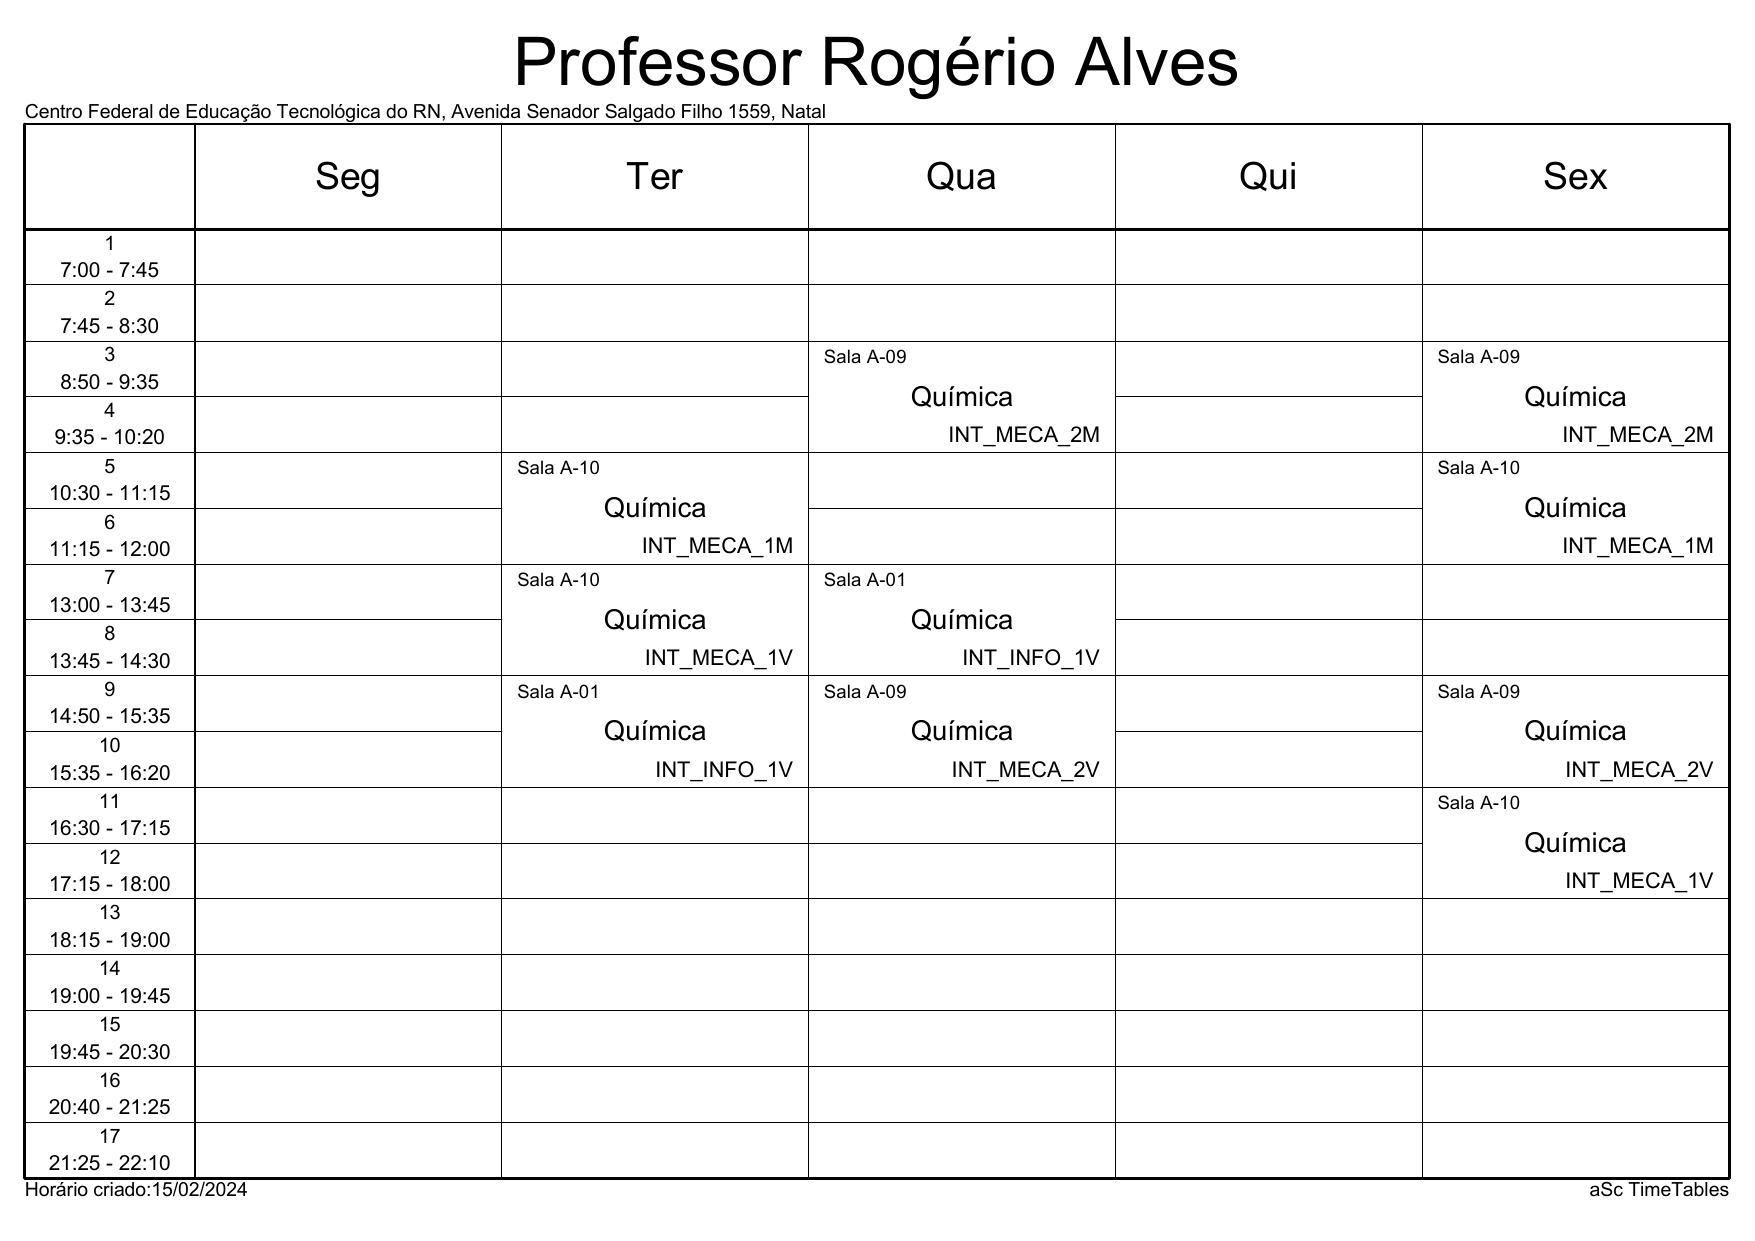 Professor Rogério Alves
Centro Federal de Educação Tecnológica do RN, Avenida Senador Salgado Filho 1559, Natal
Seg Ter Qua Qui Sex
1
7:00 - 7:45
2
7:45 - 8:30
3
8:50 - 9:35
4
9:35 - 10:20
Sala A-09
Química
INT_MECA_2M
Sala A-09
Química
INT_MECA_2M
5
10:30 - 11:15
6
11:15 - 12:00
Sala A-10
Química
INT_MECA_1M
Sala A-10
Química
INT_MECA_1M
7
13:00 - 13:45
8
13:45 - 14:30
Sala A-10
Química
INT_MECA_1V
Sala A-01
Química
INT_INFO_1V
9
14:50 - 15:35
10
15:35 - 16:20
Sala A-01
Química
INT_INFO_1V
Sala A-09
Química
INT_MECA_2V
Sala A-09
Química
INT_MECA_2V
11
16:30 - 17:15
12
17:15 - 18:00
Sala A-10
Química
INT_MECA_1V
13
18:15 - 19:00
14
19:00 - 19:45
15
19:45 - 20:30
16
20:40 - 21:25
17
21:25 - 22:10
Horário criado:15/02/2024
aSc TimeTables